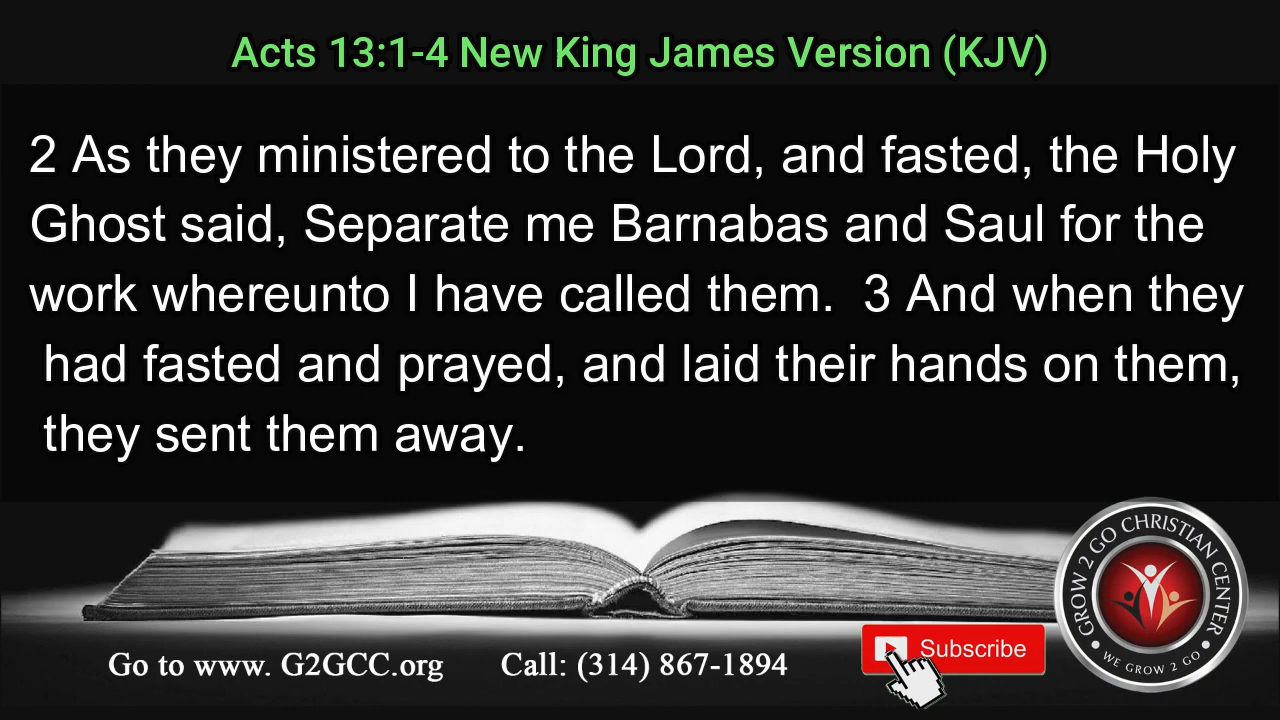 Acts 13:1-4 New King James Version (KJV)
2 As they ministered to the Lord, and fasted, the Holy
Ghost said, Separate me Barnabas and Saul for the
work whereunto I have called them.  3 And when they
had fasted and prayed, and laid their hands on them,
they sent them away.
GROW 2 GO CHRISTIAN CENTER
• WE GROW 2 GO •
Subscribe
Go to www. G2GCC.org Call: (314) 867-1894